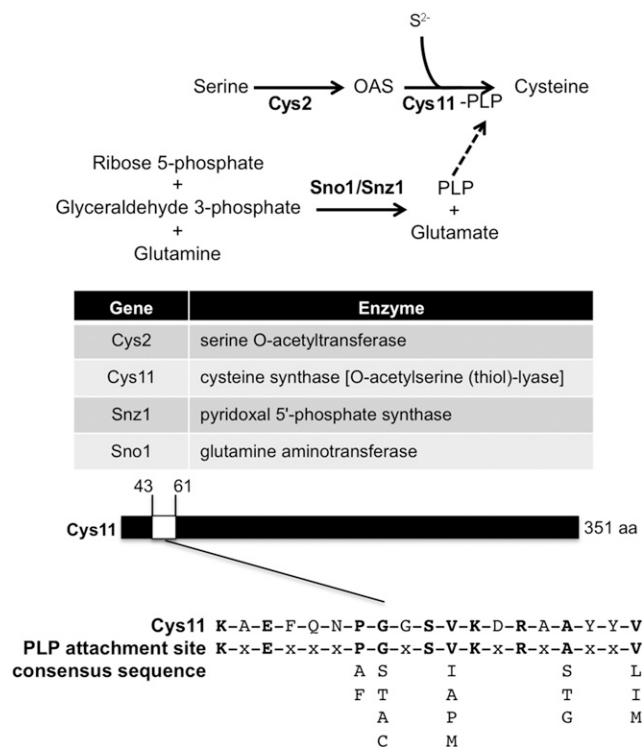 S2-
Serine
OAS
Cysteine
Cys2
Cys11 -PLP
Ribose 5-phosphate
+
Glyceraldehyde 3-phosphate
+
Glutamine
Sno1/Snz1
PLP
+
Glutamate
Gene Enzyme
Cys2 serine O-acetyltransferase
Cys11 cysteine synthase [O-acetylserine (thiol)-lyase]
Snz1 pyridoxal 5'-phosphate synthase
Sno1 glutamine aminotransferase
43 61
Cys11 351 aa
Cys11 K-A-E-F-Q-N-P-G-G-S-V-K-D-R-A-A-Y-Y-V
PLP attachment site K-x-E-x-x-x-P-G-x-S-V-K-x-R-x-A-x-x-V
consensus sequence A S I S L
F T A T I
A P G M
C M